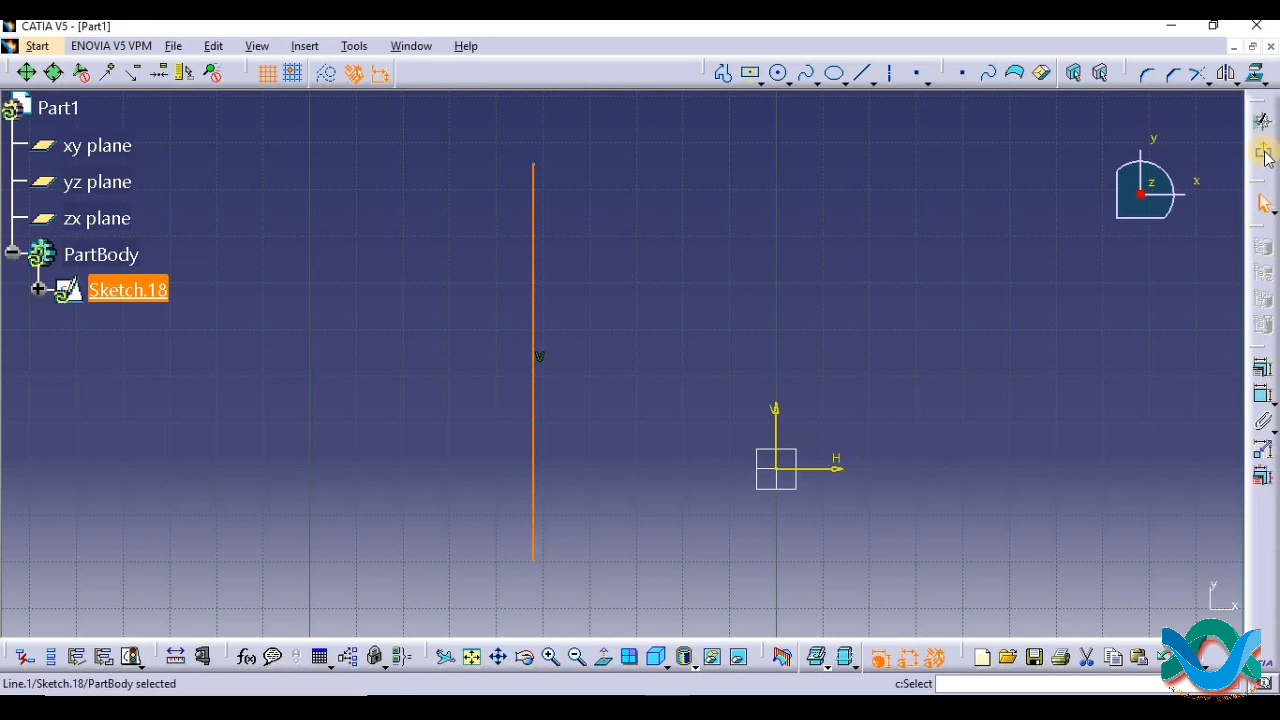 CATIA V5 - [Part1]
Start ENOVIA V5 VPM File Edit View Insert Tools Window Help
Part1
xy plane
yz plane
zx plane
PartBody
Sketch.18
V
V
H
y
x
z
y
x
f(x)
Line.1/Sketch.18/PartBody selected
c:Select